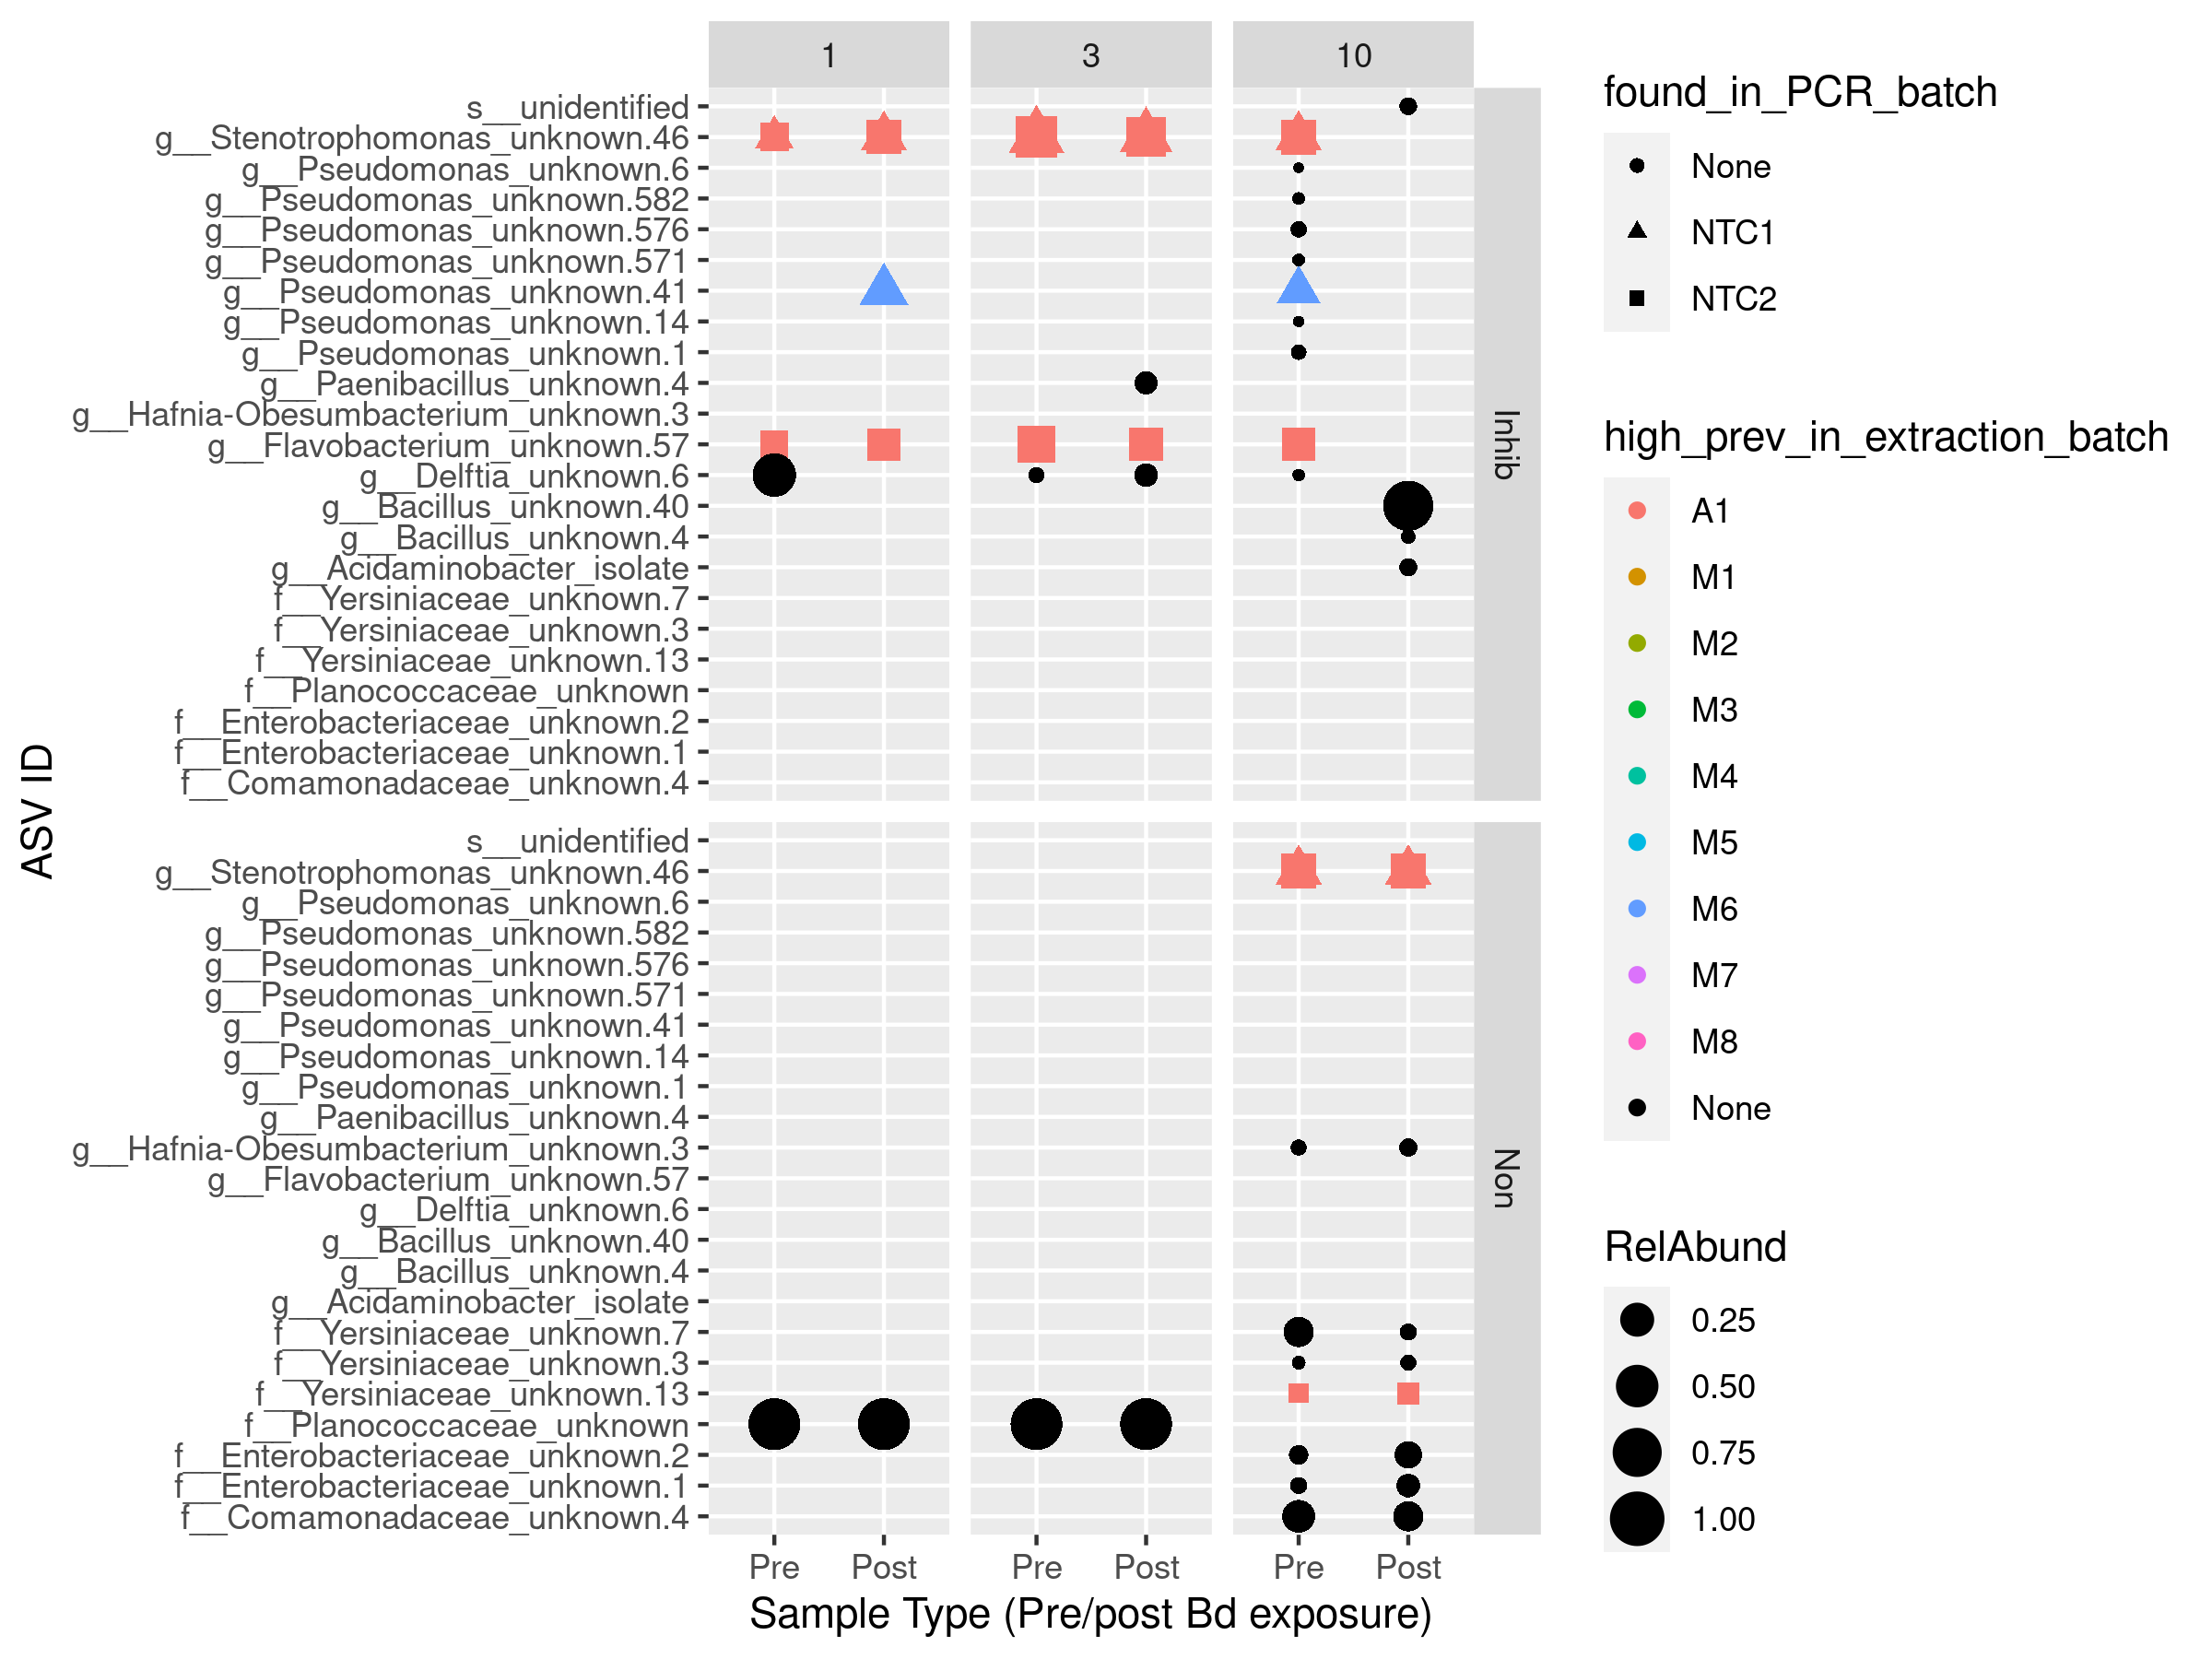 1
3
10
s__unidentified
g__Stenotrophomonas_unknown.46
g__Pseudomonas_unknown.6
g__Pseudomonas_unknown.582
g__Pseudomonas_unknown.576
g__Pseudomonas_unknown.571
g__Pseudomonas_unknown.41
g__Pseudomonas_unknown.14
g__Pseudomonas_unknown.1
g__Paenibacillus_unknown.4
g__Hafnia-Obesumbacterium_unknown.3
g__Flavobacterium_unknown.57
g__Delftia_unknown.6
g__Bacillus_unknown.40
g__Bacillus_unknown.4
g__Acidaminobacter_isolate
f__Yersiniaceae_unknown.7
f__Yersiniaceae_unknown.3
f__Yersiniaceae_unknown.13
f__Planococcaceae_unknown
f__Enterobacteriaceae_unknown.2
f__Enterobacteriaceae_unknown.1
f__Comamonadaceae_unknown.4
Inhib
s__unidentified
g__Stenotrophomonas_unknown.46
g__Pseudomonas_unknown.6
g__Pseudomonas_unknown.582
g__Pseudomonas_unknown.576
g__Pseudomonas_unknown.571
g__Pseudomonas_unknown.41
g__Pseudomonas_unknown.14
g__Pseudomonas_unknown.1
g__Paenibacillus_unknown.4
g__Hafnia-Obesumbacterium_unknown.3
g__Flavobacterium_unknown.57
g__Delftia_unknown.6
g__Bacillus_unknown.40
g__Bacillus_unknown.4
g__Acidaminobacter_isolate
f__Yersiniaceae_unknown.7
f__Yersiniaceae_unknown.3
f__Yersiniaceae_unknown.13
f__Planococcaceae_unknown
f__Enterobacteriaceae_unknown.2
f__Enterobacteriaceae_unknown.1
f__Comamonadaceae_unknown.4
Non
ASV ID
Pre
Post
Pre
Post
Pre
Post
Sample Type (Pre/post Bd exposure)
found_in_PCR_batch
None
NTC1
NTC2
high_prev_in_extraction_batch
A1
M1
M2
M3
M4
M5
M6
M7
M8
None
RelAbund
0.25
0.50
0.75
1.00